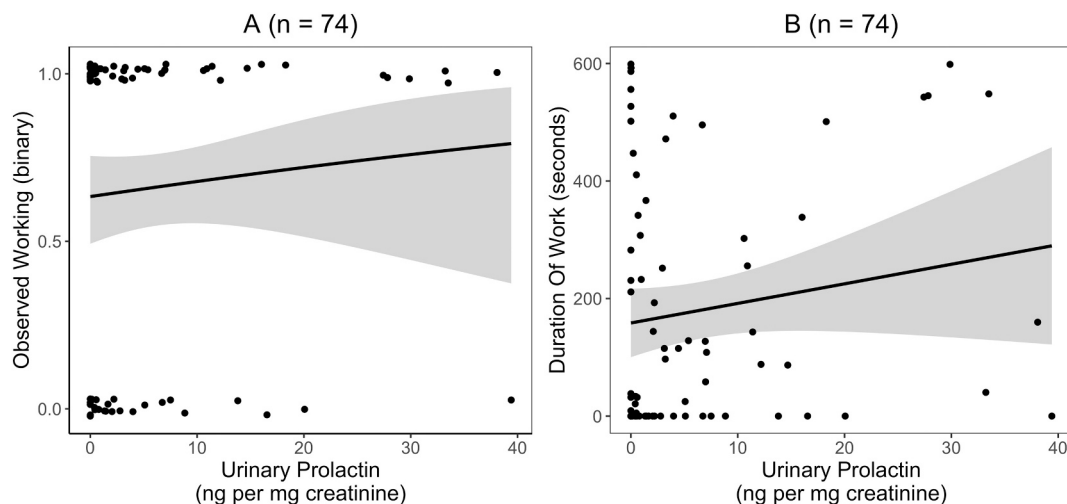 A (n = 74)
Observed Working (binary)
1.0
0.5
0.0
0 10 20 30 40
Urinary Prolactin
(ng per mg creatinine)
B (n = 74)
Duration Of Work (seconds)
600
400
200
0
0 10 20 30 40
Urinary Prolactin
(ng per mg creatinine)